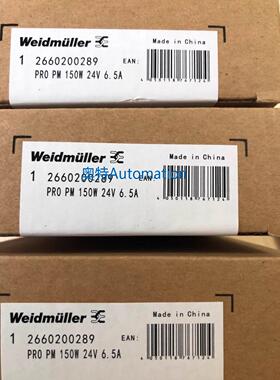 Weidmüller
Made in China
1 2660200289 EAN:
PRO PM 150W 24V 6.5A
Weidmüller
Made in China
奥特Automation
1 2660200289 EAN:
PRO PM 150W 24V 6.5A
Weidmüller
Made in China
1 2660200289 EAN:
PRO PM 150W 24V 6.5A